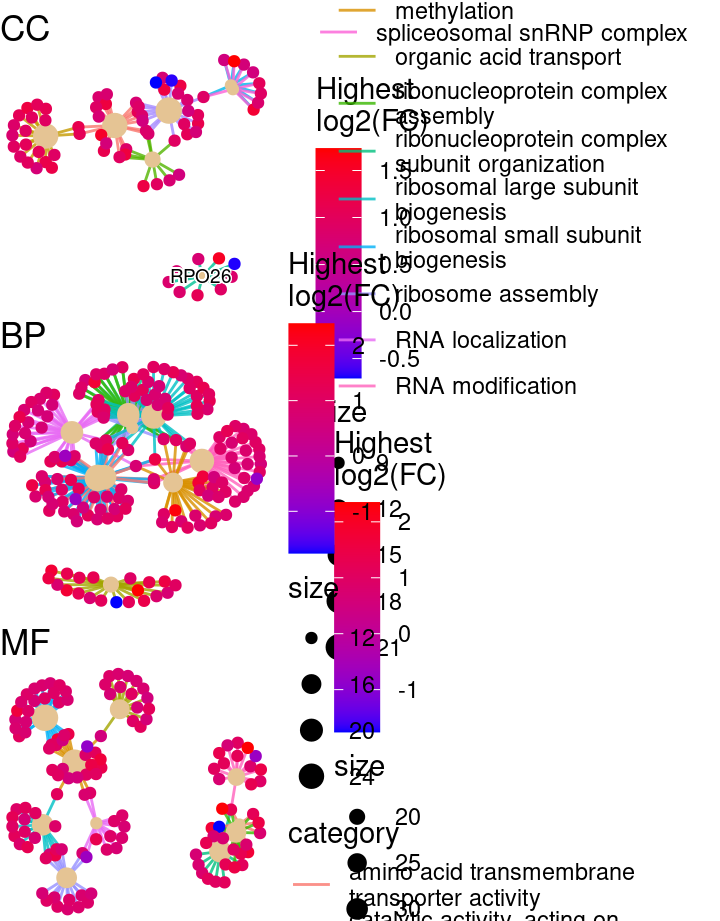 CC
methylation
spliceosomal snRNP complex
organic acid transport
Highest
log2(FC)
ribonucleoprotein complex
assembly
ribonucleoprotein complex
subunit organization
ribosomal large subunit
biogenesis
ribosomal small subunit
biogenesis
ribosome assembly
RNA localization
RNA modification
1.5
1.0
0.5
0.0
-0.5
RPO26
Highest
log2(FC)
2
1
0
-1
BP
size
9
12
15
18
21
Highest
log2(FC)
2
1
0
-1
size
12
16
20
24
MF
size
20
25
30
category
amino acid transmembrane
transporter activity
catalytic activity, acting on